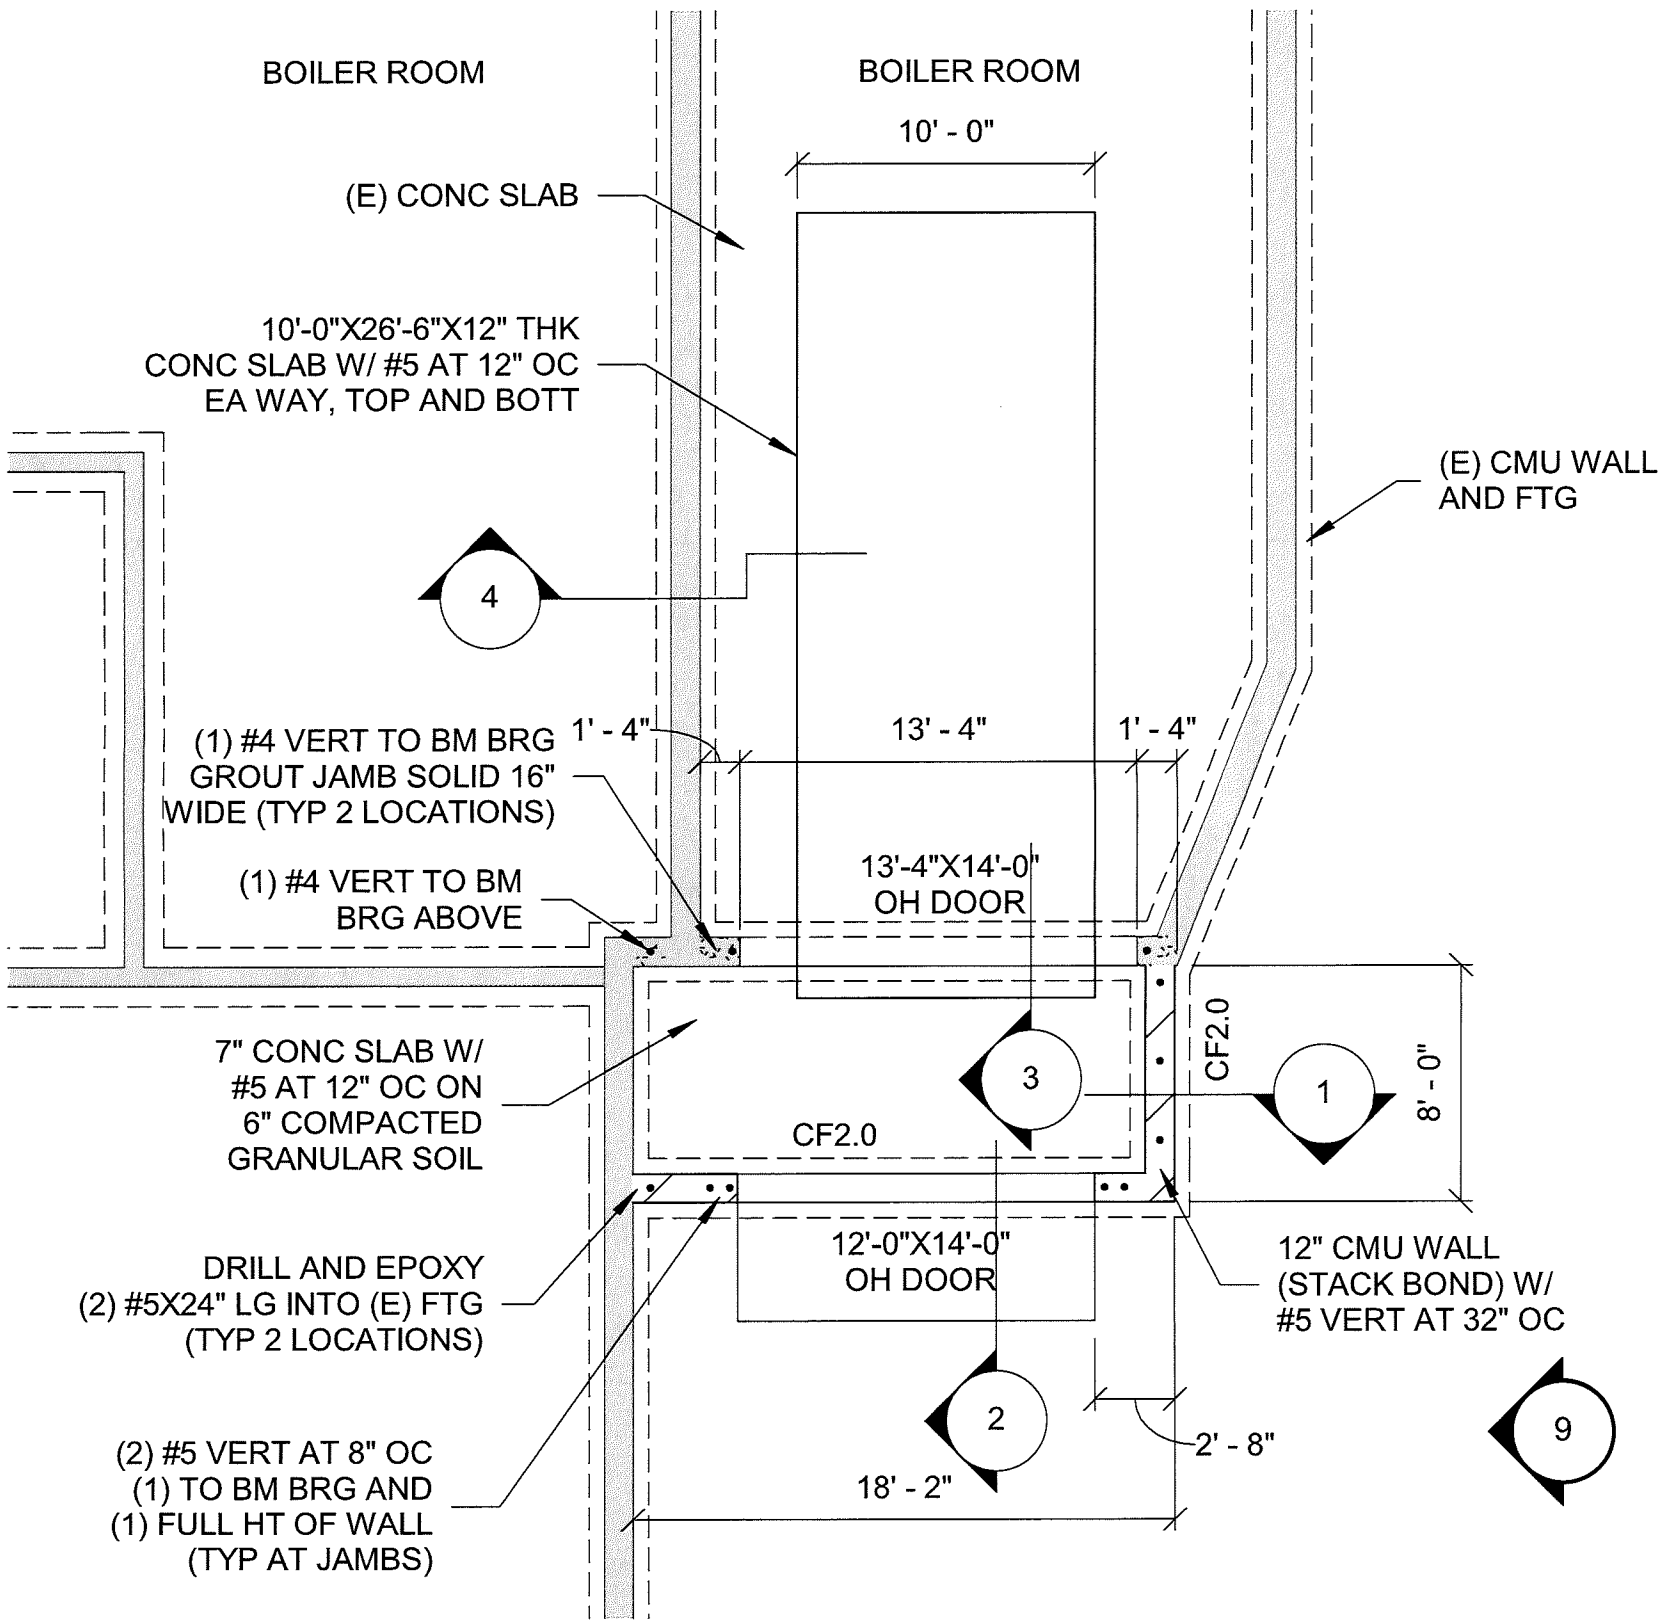 BOILER ROOM
BOILER ROOM
10' - 0"
(E) CONC SLAB
10'-0"X26'-6"X12" THK
CONC SLAB W/ #5 AT 12" OC
EA WAY, TOP AND BOTT
(E) CMU WALL
AND FTG
4
(1) #4 VERT TO BM BRG
GROUT JAMB SOLID 16"
WIDE (TYP 2 LOCATIONS)
1' - 4"
13' - 4"
1' - 4"
(1) #4 VERT TO BM
BRG ABOVE
13'-4"X14'-0"
OH DOOR
7" CONC SLAB W/
#5 AT 12" OC ON
6" COMPACTED
GRANULAR SOIL
3
CF2.0
1
8' - 0"
CF2.0
DRILL AND EPOXY
(2) #5X24" LG INTO (E) FTG
(TYP 2 LOCATIONS)
12'-0"X14'-0"
OH DOOR
12" CMU WALL
(STACK BOND) W/
#5 VERT AT 32" OC
2
9
2' - 8"
(2) #5 VERT AT 8" OC
(1) TO BM BRG AND
(1) FULL HT OF WALL
(TYP AT JAMBS)
18' - 2"